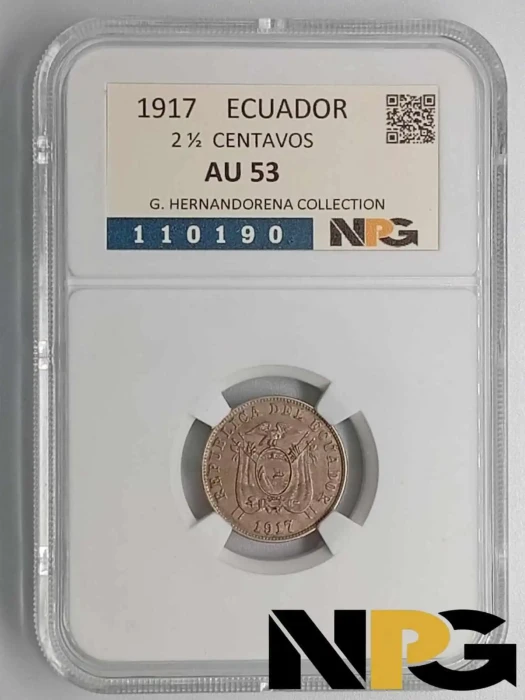 1917 ECUADOR
2 ½ CENTAVOS
AU 53
G. HERNANDORENA COLLECTION
110190 NPG
REPUBLICA DEL ECUADOR
1917
NPG